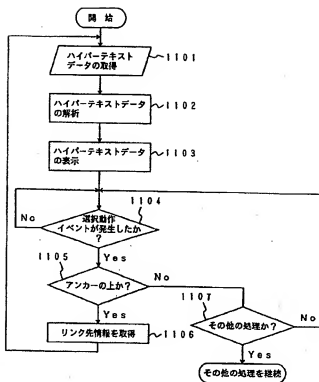 開始
ハイパーテキスト
データの取得
1101
ハイパーテキストデータ
の解析
1102
ハイパーテキストデータ
の表示
1103
選択動作
イベントが発生したか
?
1104
No
Yes
1105
アンカーの上か?
No
Yes
1107
リンク先情報を取得
1106
その他の処理か?
No
Yes
その他の処理を継続